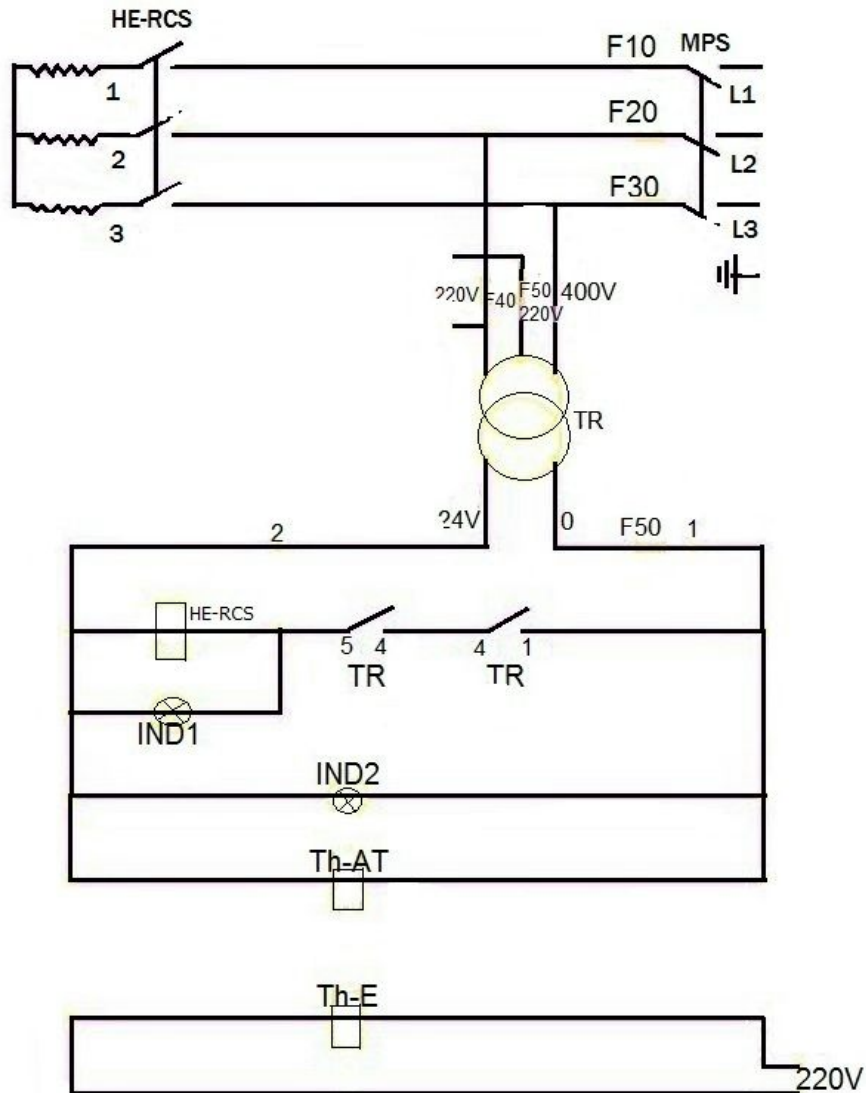 HE-RCS
F10 MPS
1 L1
F20
2 L2
F30
3 L3
220V F40 F50 400V
220V
TR
24V 0 F50 1
2
HE-RCS
5 4 4 1
TR TR
IND1
IND2
Th-AT
Th-E
220V